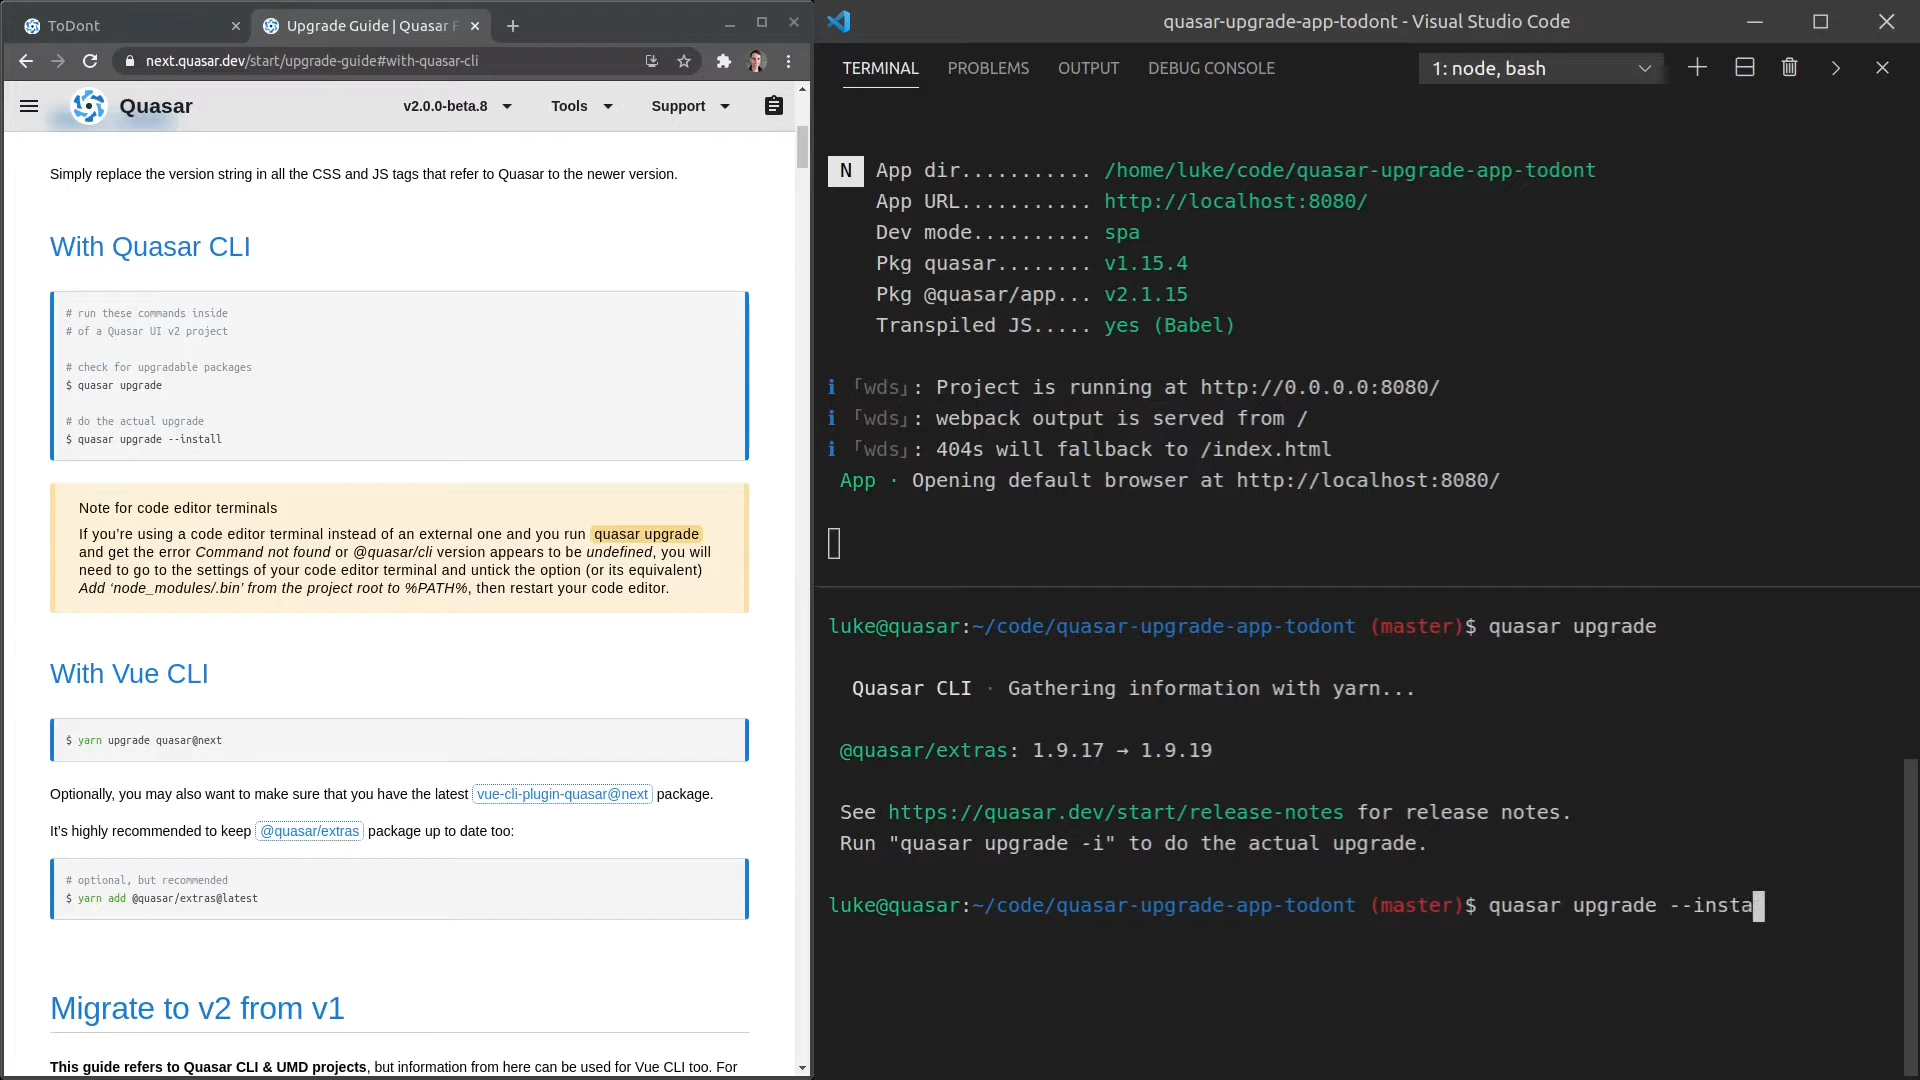 ToDont
Upgrade Guide | Quasar F
next.quasar.dev/start/upgrade-guide#with-quasar-cli
Quasar
v2.0.0-beta.8
Tools
Support
Simply replace the version string in all the CSS and JS tags that refer to Quasar to the newer version.
With Quasar CLI
# run these commands inside
# of a Quasar UI v2 project
# check for upgradable packages
$ quasar upgrade
# do the actual upgrade
$ quasar upgrade --install
Note for code editor terminals
If you’re using a code editor terminal instead of an external one and you run quasar upgrade
and get the error Command not found or @quasar/cli version appears to be undefined, you will
need to go to the settings of your code editor terminal and untick the option (or its equivalent)
Add ‘node_modules/.bin’ from the project root to %PATH%, then restart your code editor.
With Vue CLI
$ yarn upgrade quasar@next
Optionally, you may also want to make sure that you have the latest vue-cli-plugin-quasar@next package.
It’s highly recommended to keep @quasar/extras package up to date too:
# optional, but recommended
$ yarn add @quasar/extras@latest
Migrate to v2 from v1
This guide refers to Quasar CLI & UMD projects, but information from here can be used for Vue CLI too. For
quasar-upgrade-app-todont - Visual Studio Code
TERMINAL
PROBLEMS
OUTPUT
DEBUG CONSOLE
1: node, bash
N App dir........... /home/luke/code/quasar-upgrade-app-todont
App URL........... http://localhost:8080/
Dev mode.......... spa
Pkg quasar........ v1.15.4
Pkg @quasar/app... v2.1.15
Transpiled JS..... yes (Babel)
ℹ ｢wds｣: Project is running at http://0.0.0.0:8080/
ℹ ｢wds｣: webpack output is served from /
ℹ ｢wds｣: 404s will fallback to /index.html
App · Opening default browser at http://localhost:8080/
luke@quasar:~/code/quasar-upgrade-app-todont (master)$ quasar upgrade
Quasar CLI · Gathering information with yarn...
@quasar/extras: 1.9.17 → 1.9.19
See https://quasar.dev/start/release-notes for release notes.
Run "quasar upgrade -i" to do the actual upgrade.
luke@quasar:~/code/quasar-upgrade-app-todont (master)$ quasar upgrade --insta